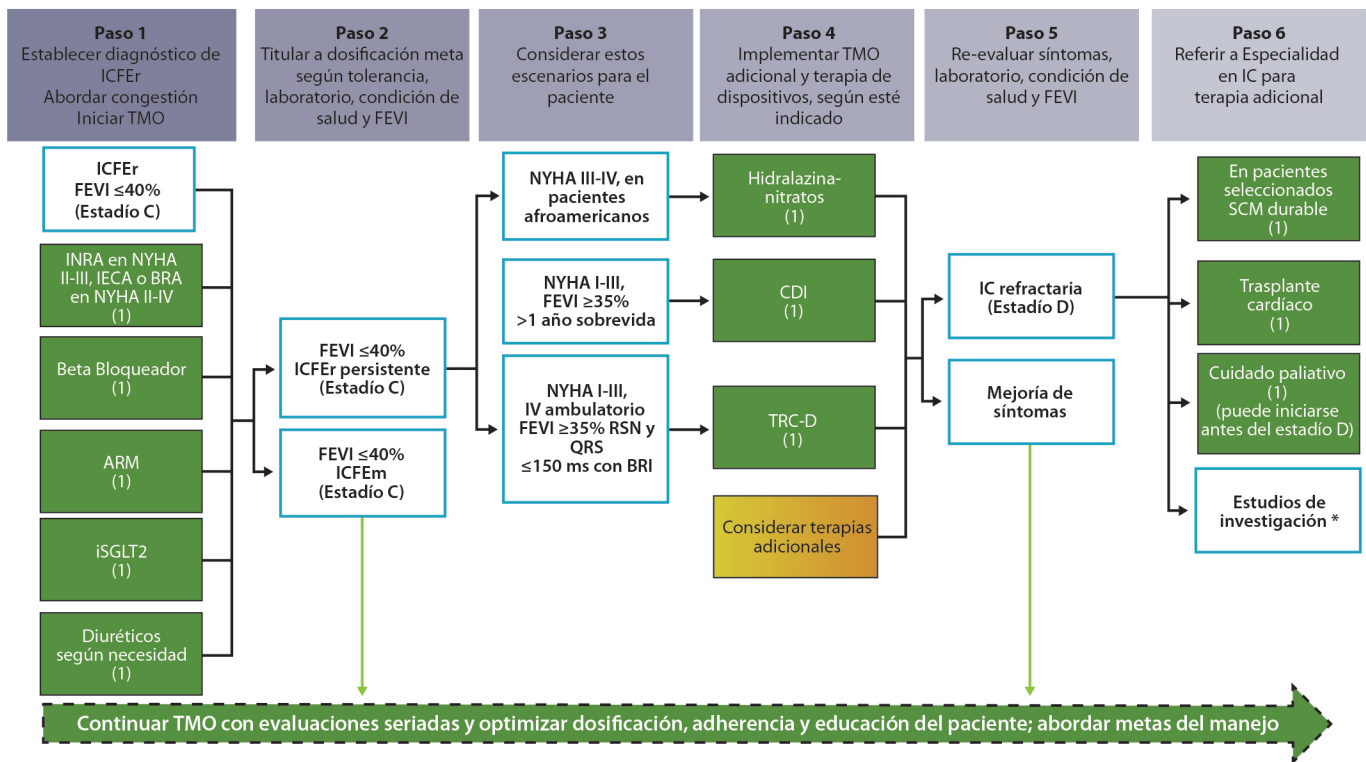 Paso 1
Establecer diagnóstico de
ICFEr
Abordar congestión
Iniciar TMO
Paso 2
Titular a dosificación meta
según tolerancia,
laboratorio, condición de
salud y FEVI
Paso 3
Considerar estos
escenarios para el
paciente
Paso 4
Implementar TMO
adicional y terapia de
dispositivos, según esté
indicado
Paso 5
Re-evaluar síntomas,
laboratorio, condición de
salud y FEVI
Paso 6
Referir a Especialidad
en IC para
terapia adicional
ICFEr
FEVI ≤40%
(Estadío C)
INRA en NYHA
II-III, IECA o BRA
en NYHA II-IV
(1)
Beta Bloqueador
(1)
ARM
(1)
iSGLT2
(1)
Diuréticos
según necesidad
(1)
FEVI ≤40%
ICFEr persistente
(Estadío C)
FEVI ≤40%
ICFEm
(Estadío C)
NYHA III-IV, en
pacientes
afroamericanos
NYHA I-III,
FEVI ≥35%
>1 año sobrevida
NYHA I-III,
IV ambulatorio
FEVI ≥35% RSN y
QRS
≤150 ms con BRI
Hidralazina-
nitratos
(1)
CDI
(1)
TRC-D
(1)
Considerar terapias
adicionales
IC refractaria
(Estadío D)
Mejoría de
síntomas
En pacientes
seleccionados
SCM durable
(1)
Trasplante
cardíaco
(1)
Cuidado paliativo
(1)
(puede iniciarse
antes del estadío D)
Estudios de
investigación *
Continuar TMO con evaluaciones seriadas y optimizar dosificación, adherencia y educación del paciente; abordar metas del manejo